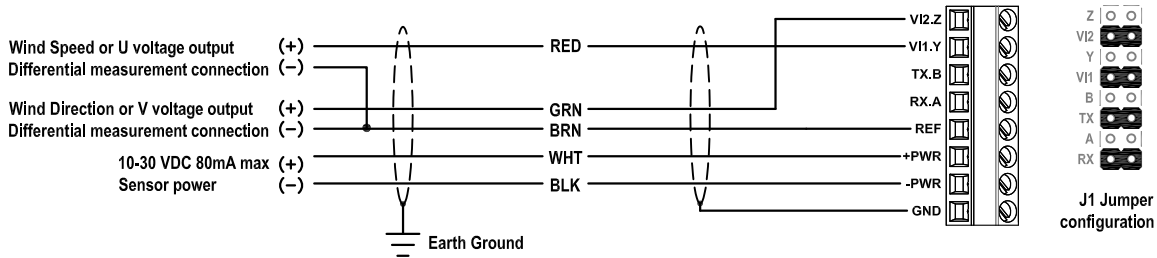 Wind Speed or U voltage output (+) RED VI1.Y
Differential measurement connection (–)
VI2.Z
TX.B
RX.A
Wind Direction or V voltage output (+) GRN
Differential measurement connection (–) BRN REF
10-30 VDC 80mA max (+) WHT +PWR
Sensor power (–) BLK -PWR
GND
Earth Ground
Z
VI2
Y
VI1
B
TX
A
RX
J1 Jumper
configuration